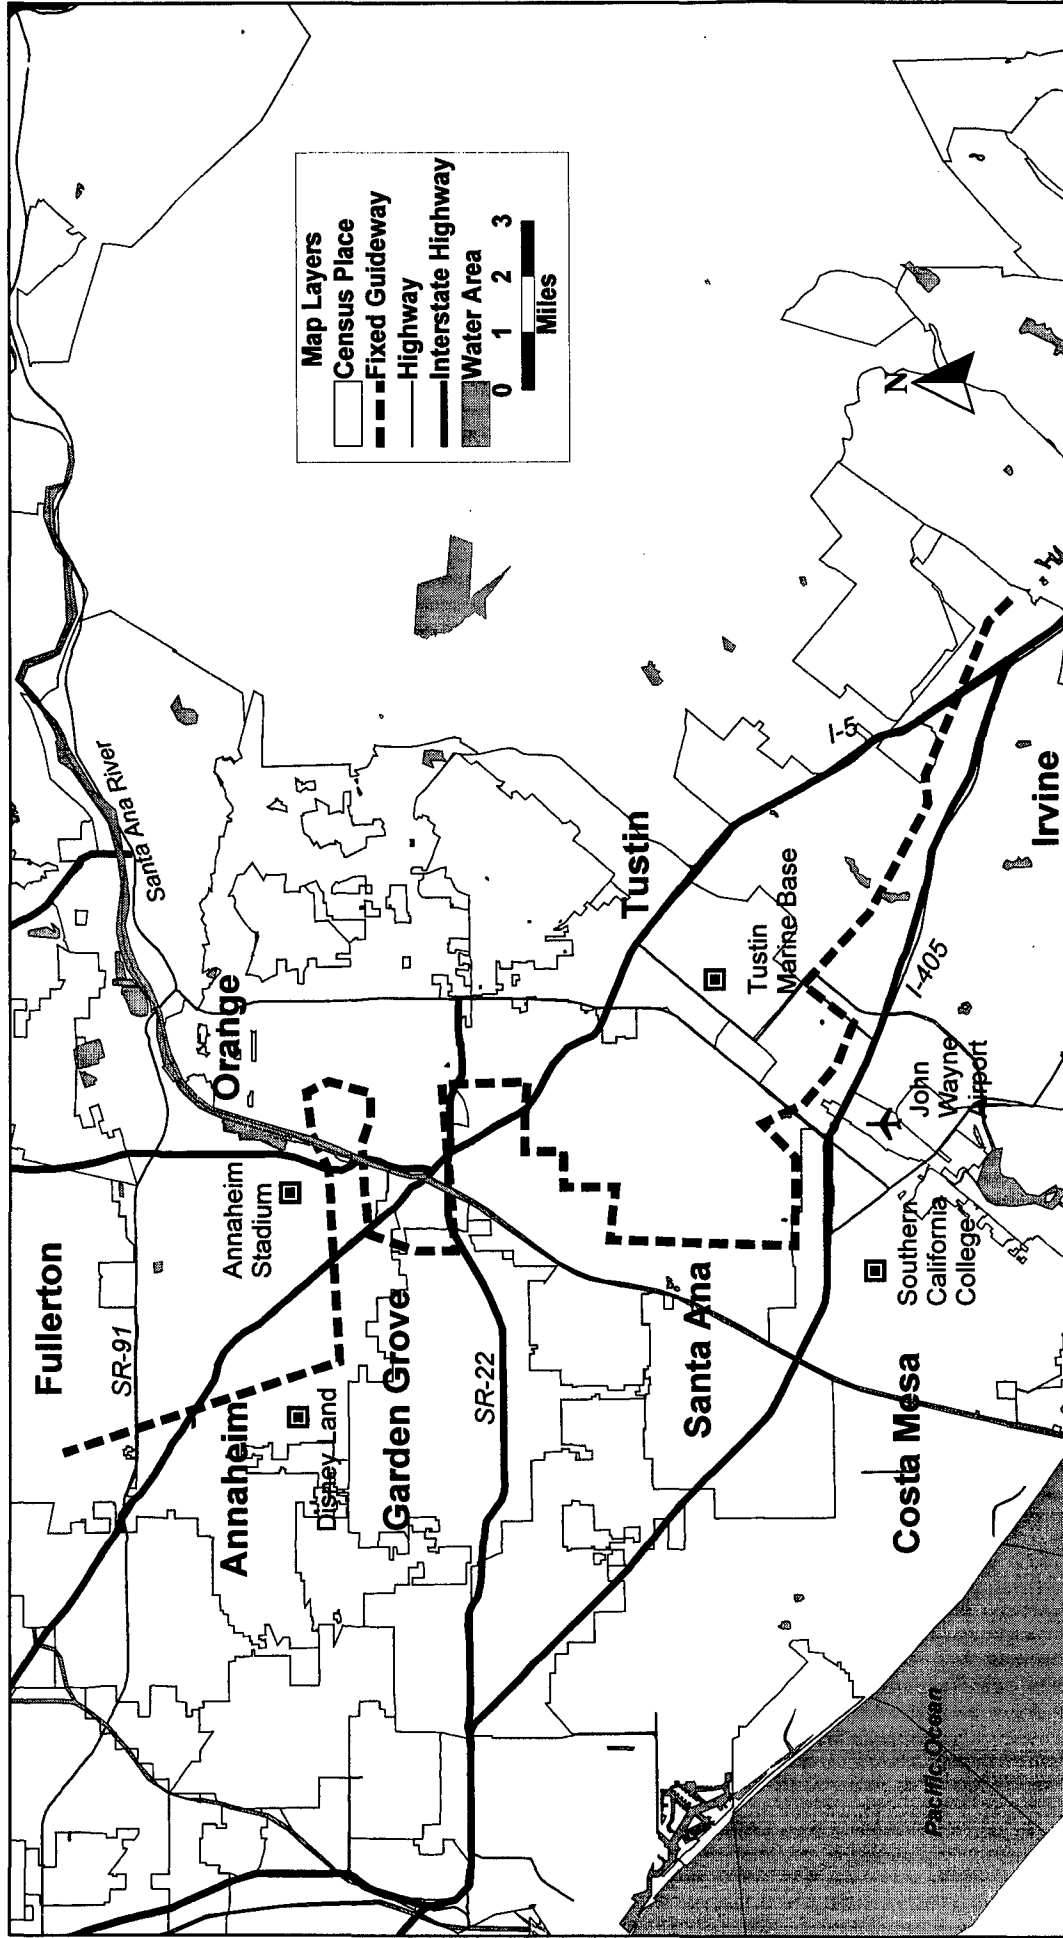 Fullerton
SR-91
Annaheim
Stadium
Orange
Santa Ana River
Annaheim
Disney Land
Garden Grove
SR-22
Map Layers
Census Place
Fixed Guideway
Highway
Interstate Highway
Water Area
0 1 2 3
Miles
Tustin
Santa Ana
Tustin
Marine Base
I-5
Costa Mesa
Southern
California
College
John
Wayne
Airport
I-405
Irvine
N
Pacific Ocean